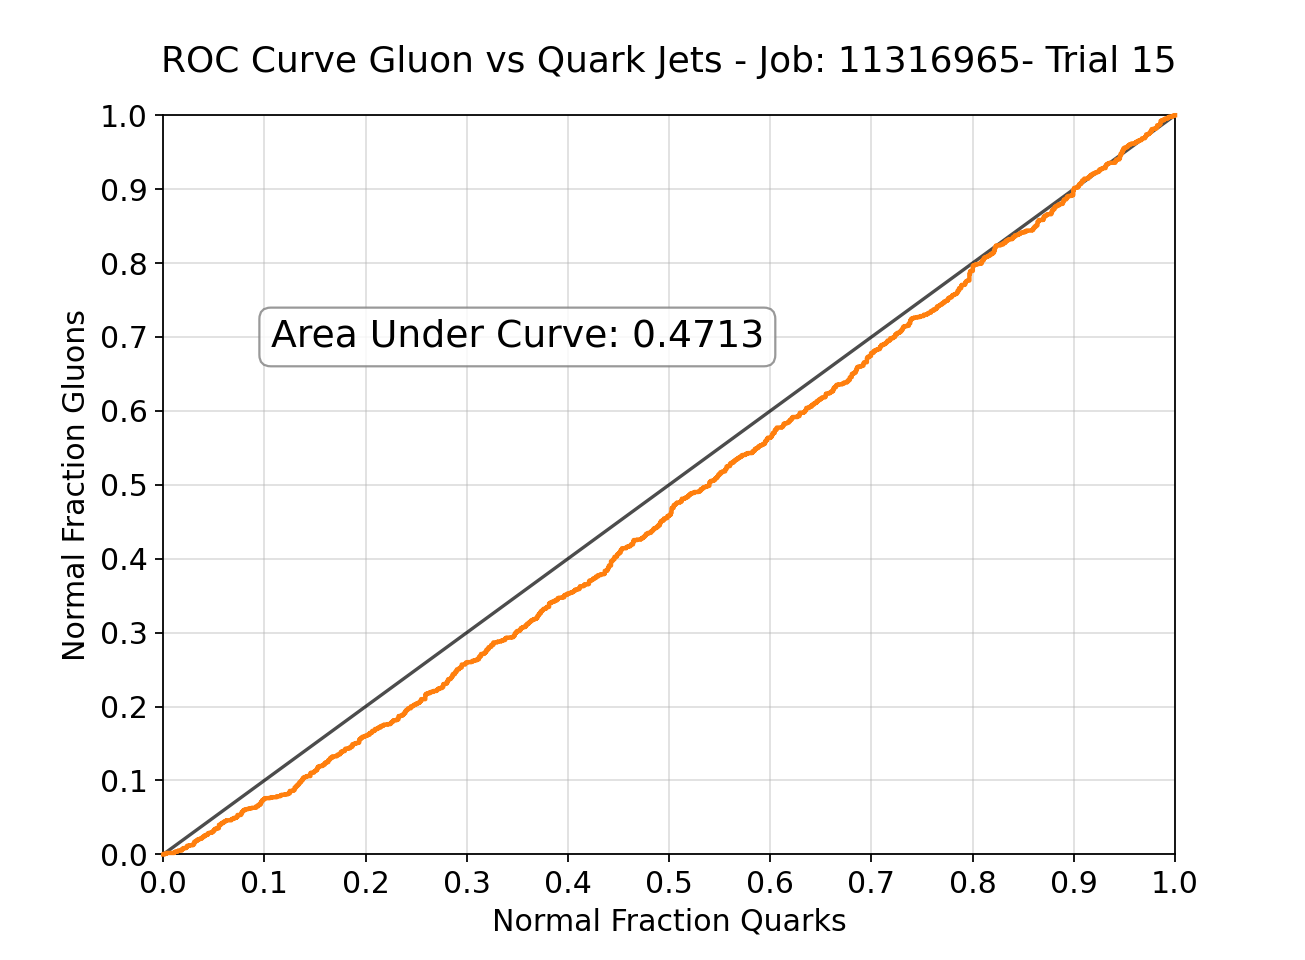 ROC Curve Gluon vs Quark Jets - Job: 11316965- Trial 15
1.0
0.9
0.8
0.7
0.6
0.5
0.4
0.3
0.2
0.1
0.0
Normal Fraction Gluons
Area Under Curve: 0.4713
0.0 0.1 0.2 0.3 0.4 0.5 0.6 0.7 0.8 0.9 1.0
Normal Fraction Quarks